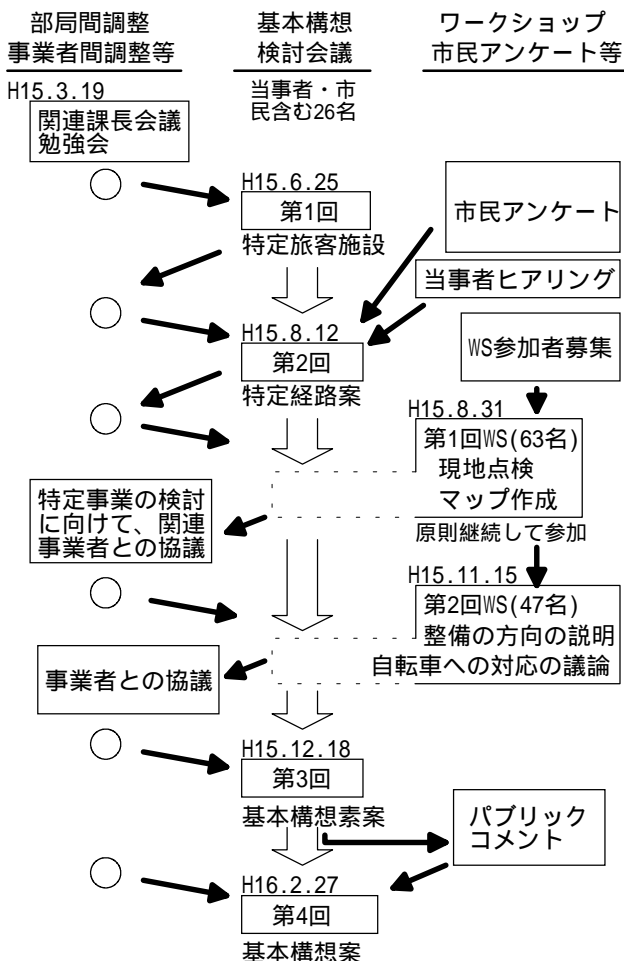 部局間調整
事業者間調整等
基本構想
検討会議
ワークショップ
市民アンケート等
当事者・市
民含む26名
H15.3.19
関連課長会議
勉強会
H15.6.25
第1回
特定旅客施設
市民アンケート
当事者ヒアリング
H15.8.12
第2回
特定経路案
WS参加者募集
H15.8.31
第1回WS(63名)
現地点検
マップ作成
原則継続して参加
特定事業の検討
に向けて、関連
事業者との協議
H15.11.15
第2回WS(47名)
整備の方向の説明
自転車への対応の議論
事業者との協議
H15.12.18
第3回
基本構想素案
パブリック
コメント
H16.2.27
第4回
基本構想案